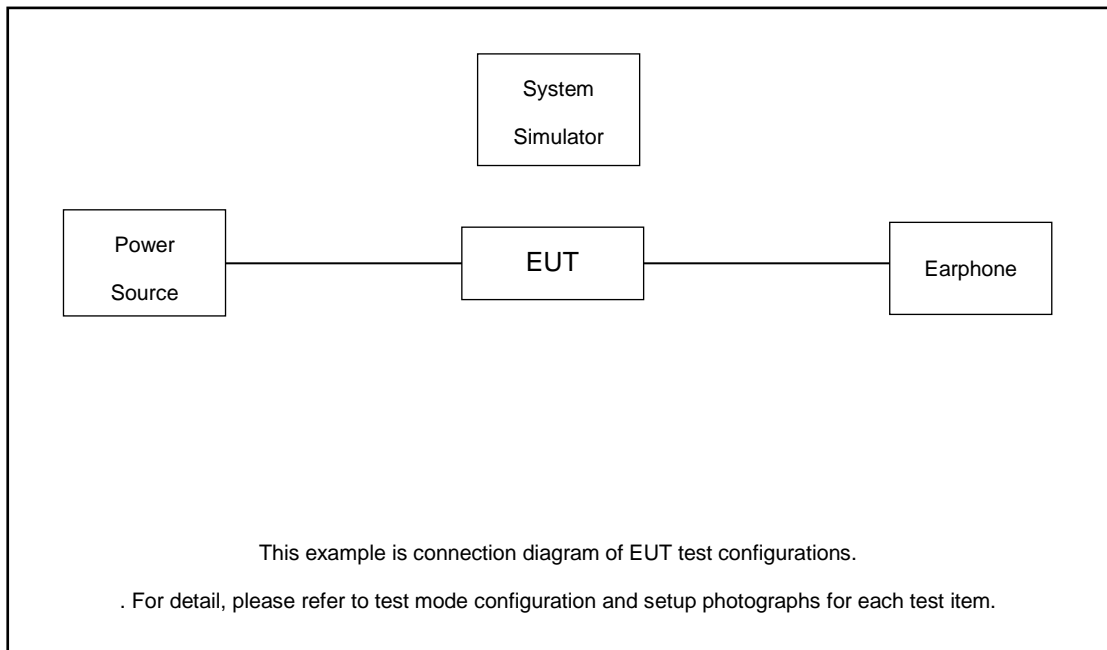 System
Simulator
Power
Source
EUT
Earphone
This example is connection diagram of EUT test configurations.
. For detail, please refer to test mode configuration and setup photographs for each test item.